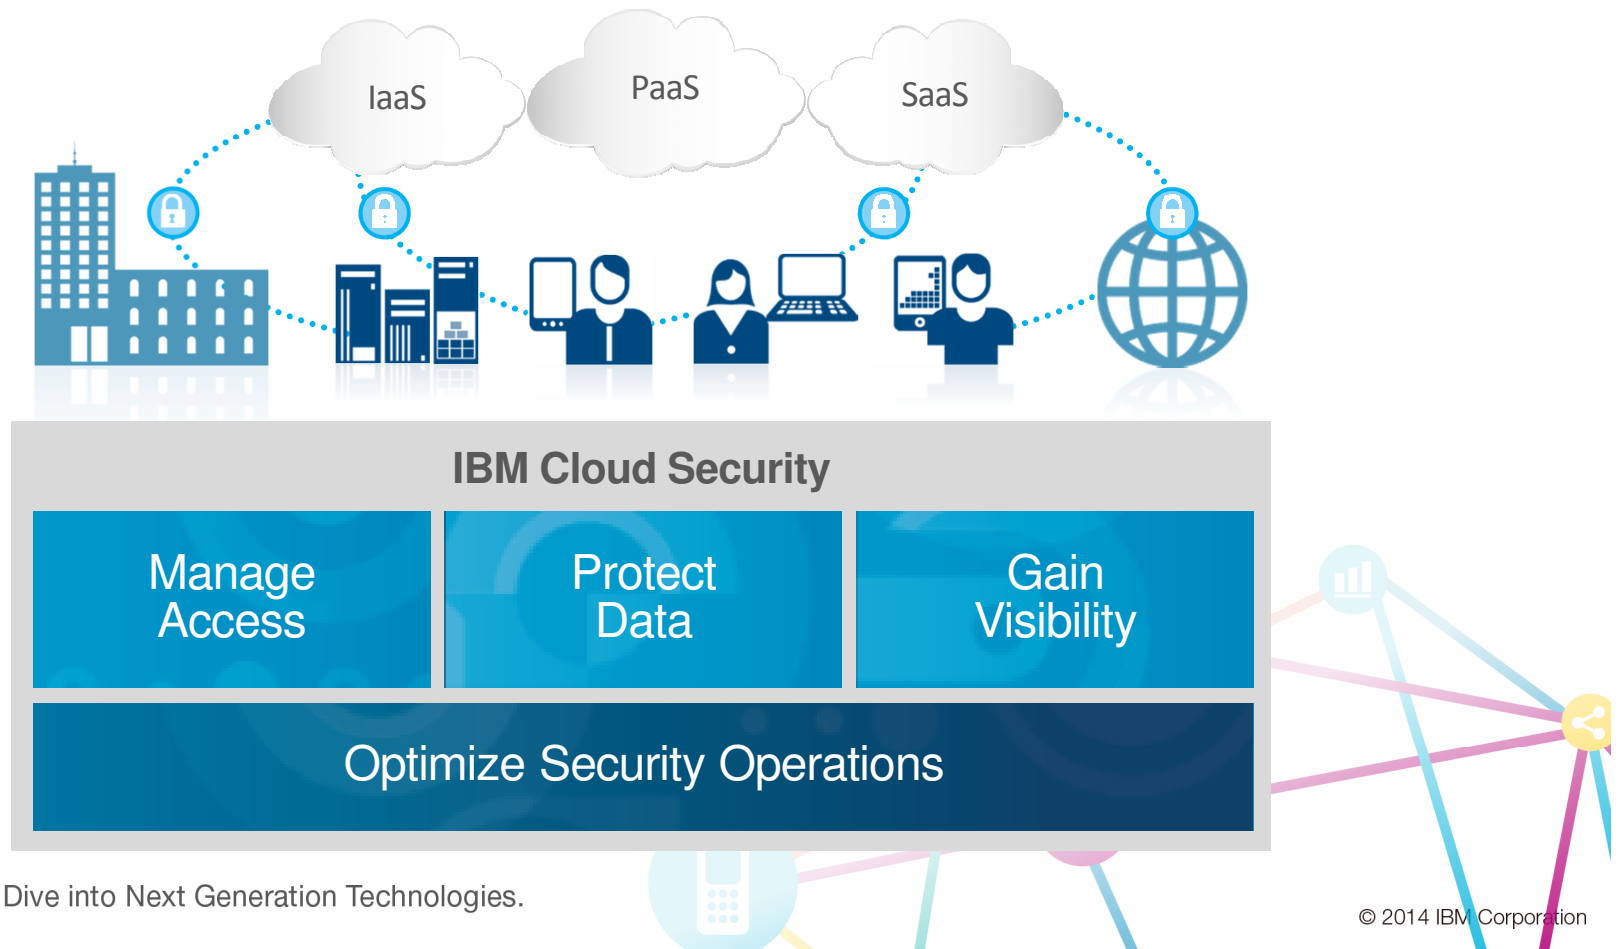 IaaS
PaaS
SaaS
IBM Cloud Security
Manage
Access
Protect
Data
Gain
Visibility
Optimize Security Operations
Dive into Next Generation Technologies.
© 2014 IBM Corporation